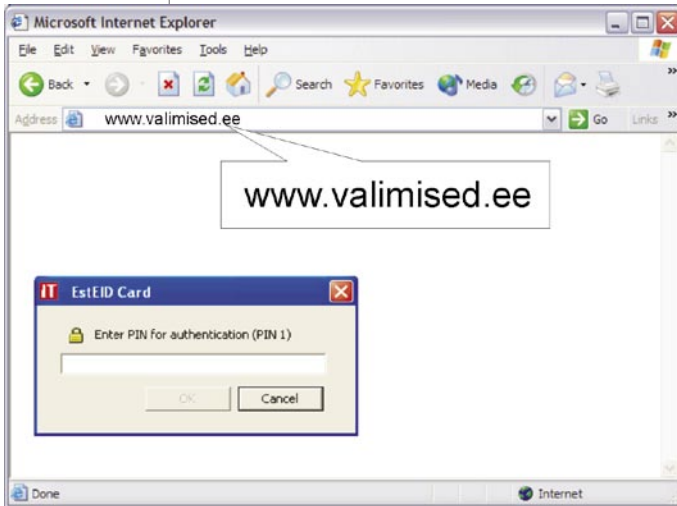 Microsoft Internet Explorer
File Edit View Favorites Tools Help
Back Search Favorites Media »
Address www.valimised.ee Go Links »
www.valimised.ee
IT EstEID Card
Enter PIN for authentication (PIN 1)
OK Cancel
Done Internet